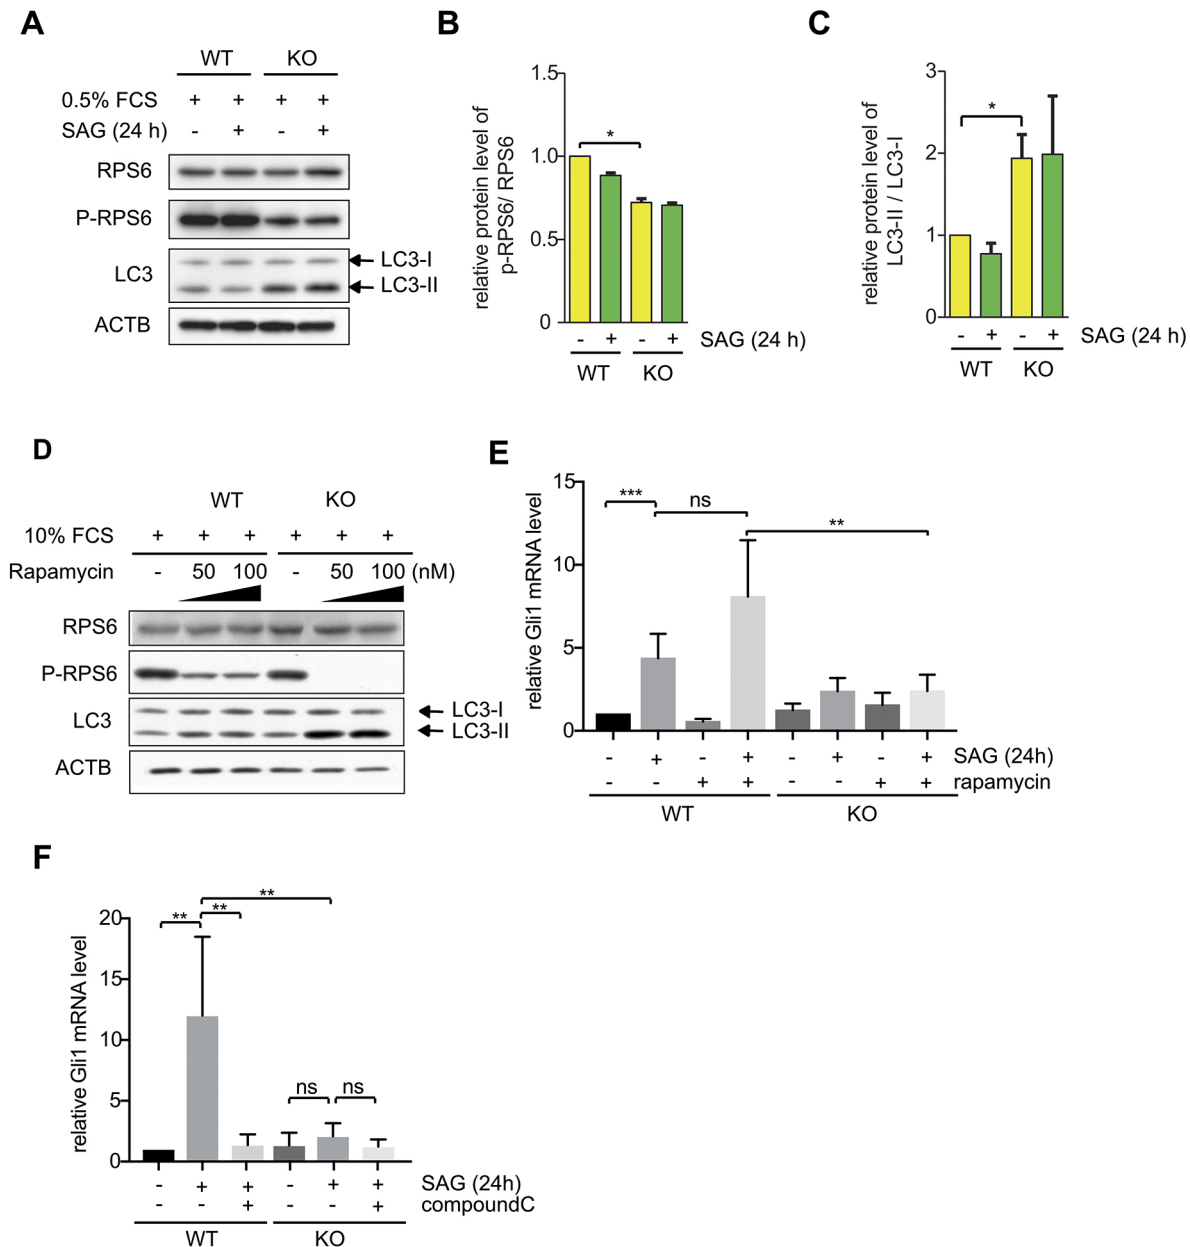 A
WT KO
0.5% FCS + + + +
SAG (24 h) - + - +
RPS6
P-RPS6
LC3
LC3-I
LC3-II
ACTB
B
relative protein level of
p-RPS6/ RPS6
1.5
1.0
0.5
0
*
- + - + SAG (24 h)
WT KO
C
relative protein level of
LC3-II / LC3-I
3
2
1
0
*
- + - + SAG (24 h)
WT KO
D
WT KO
10% FCS + + + + + +
Rapamycin - 50 100 - 50 100 (nM)
RPS6
P-RPS6
LC3
LC3-I
LC3-II
ACTB
E
relative Gli1 mRNA level
15
10
5
0
*** ns
**
- + - + - + - + SAG (24h)
- - + + - - + + rapamycin
WT KO
F
relative Gli1 mRNA level
20
15
10
5
0
**
** **
ns ns
- + + - + + SAG (24h)
- - + - - + compoundC
WT KO